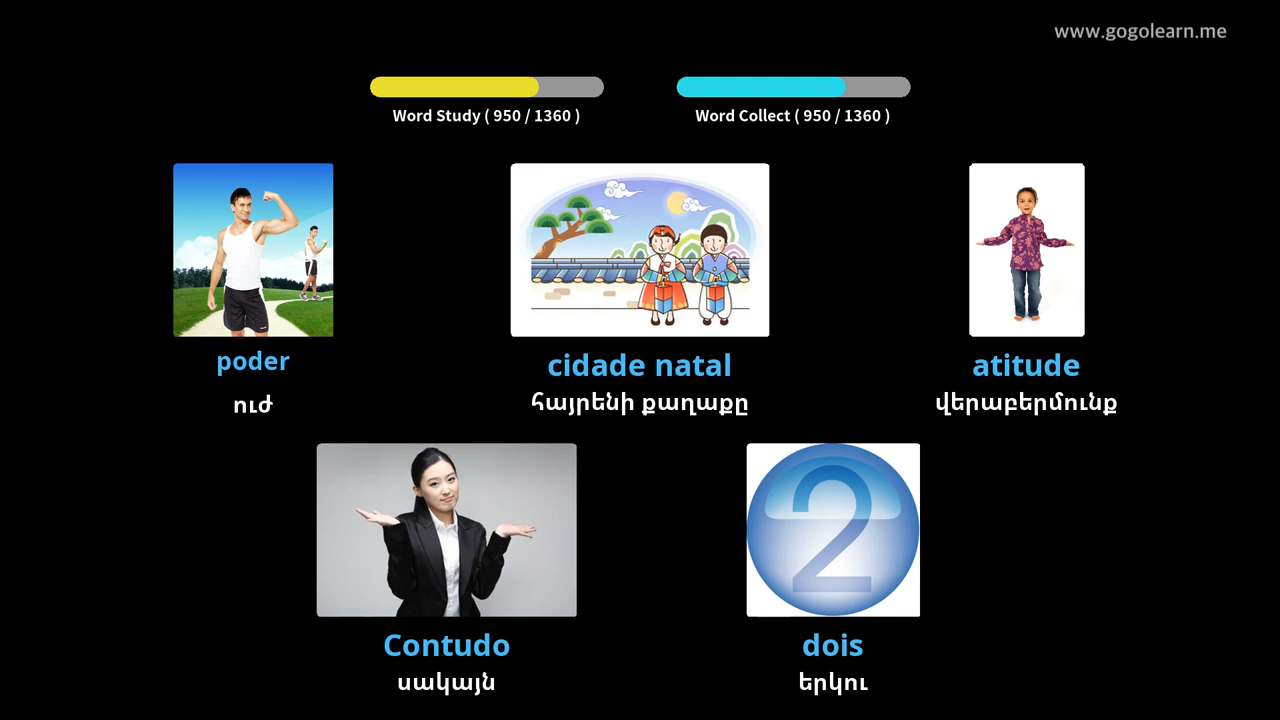 www.gogolearn.me
Word Study ( 950 / 1360 )
Word Collect ( 950 / 1360 )
poder
ուժ
cidade natal
հայրենի քաղաքը
atitude
վերաբերմունք
Contudo
սակայն
2
dois
երկու